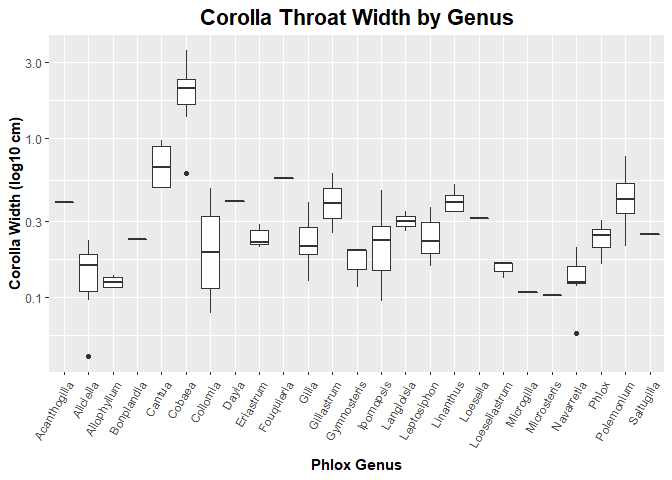 Corolla Throat Width by Genus
Corolla Width (log10 cm)
3.0
1.0
0.3
0.1
Acanthogilia
Aliciella
Allophyllum
Bonplandia
Cantua
Cobaea
Collomia
Dayia
Eriastrum
Fouquieria
Gilia
Giliastrum
Gymnosteris
Ipomopsis
Langloisia
Leptosiphon
Linanthus
Loeselia
Loeseliastrum
Microgilia
Microsteris
Navarretia
Phlox
Polemonium
Saltugilia
Phlox Genus